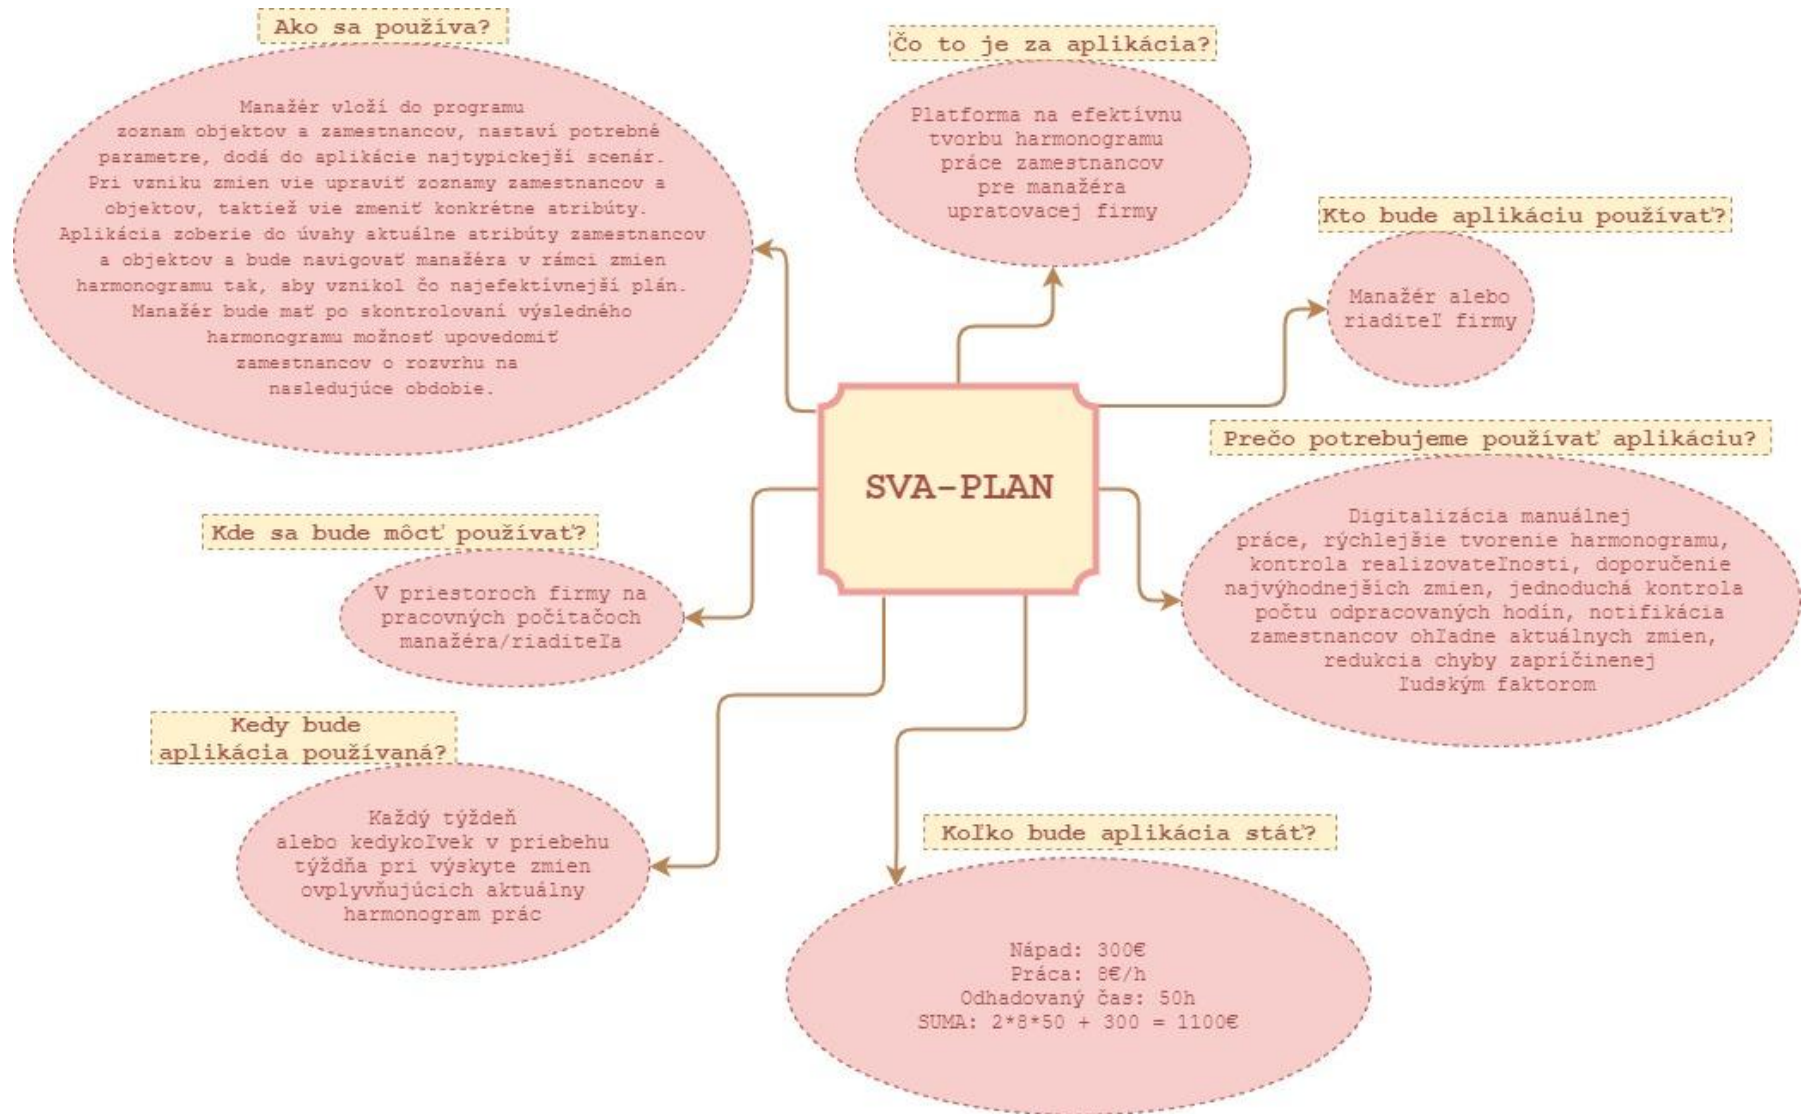 Ako sa používa?
Manažér vloží do programu
zoznam objektov a zamestnancov, nastaví potrebné
parametre, dodá do aplikácie najtypickejší scenár.
Pri vzniku zmien vie upraviť zoznamy zamestnancov a
objektov, taktiež vie zmeniť konkrétne atribúty.
Aplikácia zoberie do úvahy aktuálne atribúty zamestnancov
a objektov a bude navigovať manažéra v rámci zmien
harmonogramu tak, aby vznikol čo najefektívnejší plán.
Manažér bude mať po skontrolovaní výsledného
harmonogramu možnosť upovedomiť
zamestnancov o rozvrhu na
nasledujúce obdobie.
Čo to je za aplikácia?
Platforma na efektívnu
tvorbu harmonogramu
práce zamestnancov
pre manažéra
upratovacej firmy
Kto bude aplikáciu používať?
Manažér alebo
riaditeľ firmy
SVA-PLAN
Prečo potrebujeme používať aplikáciu?
Digitalizácia manuálnej
práce, rýchlejšie tvorenie harmonogramu,
kontrola realizovateľnosti, doporučenie
najvýhodnejších zmien, jednoduchá kontrola
počtu odpracovaných hodín, notifikácia
zamestnancov ohľadne aktuálnych zmien,
redukcia chyby zapríčinenej
ľudským faktorom
Kde sa bude môcť používať?
V priestoroch firmy na
pracovných počítačoch
manažéra/riaditeľa
Kedy bude
aplikácia používaná?
Každý týždeň
alebo kedykoľvek v priebehu
týždňa pri výskyte zmien
ovplyvňujúcich aktuálny
harmonogram prác
Koľko bude aplikácia stáť?
Nápad: 300€
Práca: 8€/h
Odhadovaný čas: 50h
SUMA: 2*8*50 + 300 = 1100€